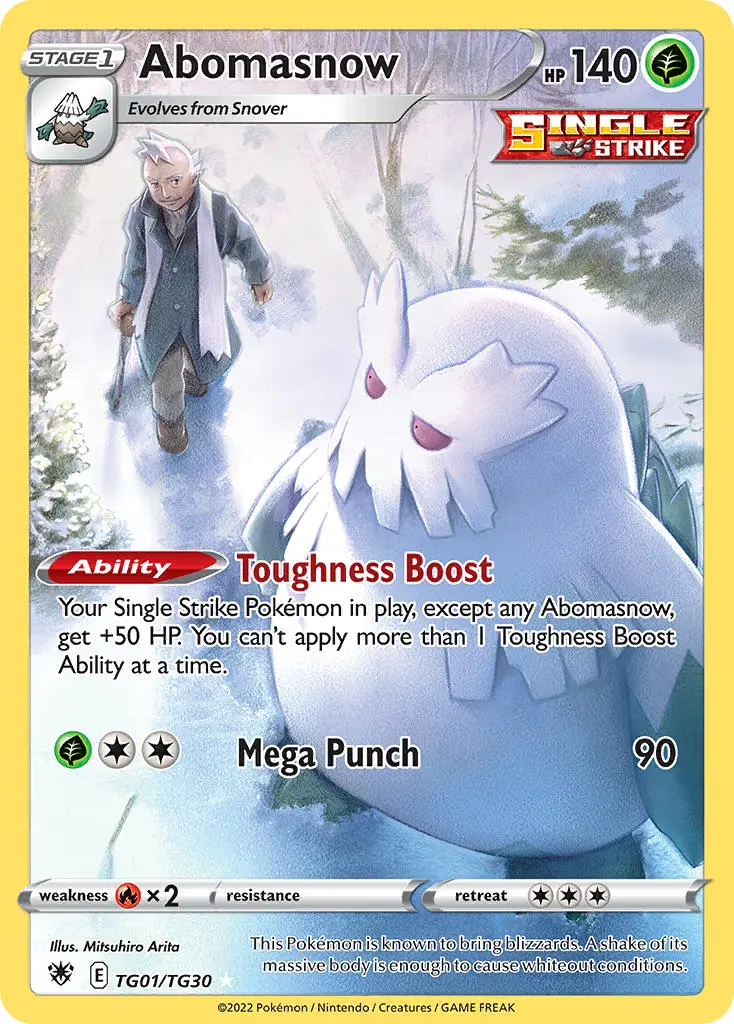 STAGE 1
Abomasnow
HP 140
Evolves from Snover
SINGLE
STRIKE
Ability
Toughness Boost
Your Single Strike Pokémon in play, except any Abomasnow,
get +50 HP. You can't apply more than 1 Toughness Boost
Ability at a time.
Mega Punch 90
weakness ×2 resistance retreat
Illus. Mitsuhiro Arita
This Pokémon is known to bring blizzards. A shake of its
massive body is enough to cause whiteout conditions.
E TG01/TG30
©2022 Pokémon / Nintendo / Creatures / GAME FREAK